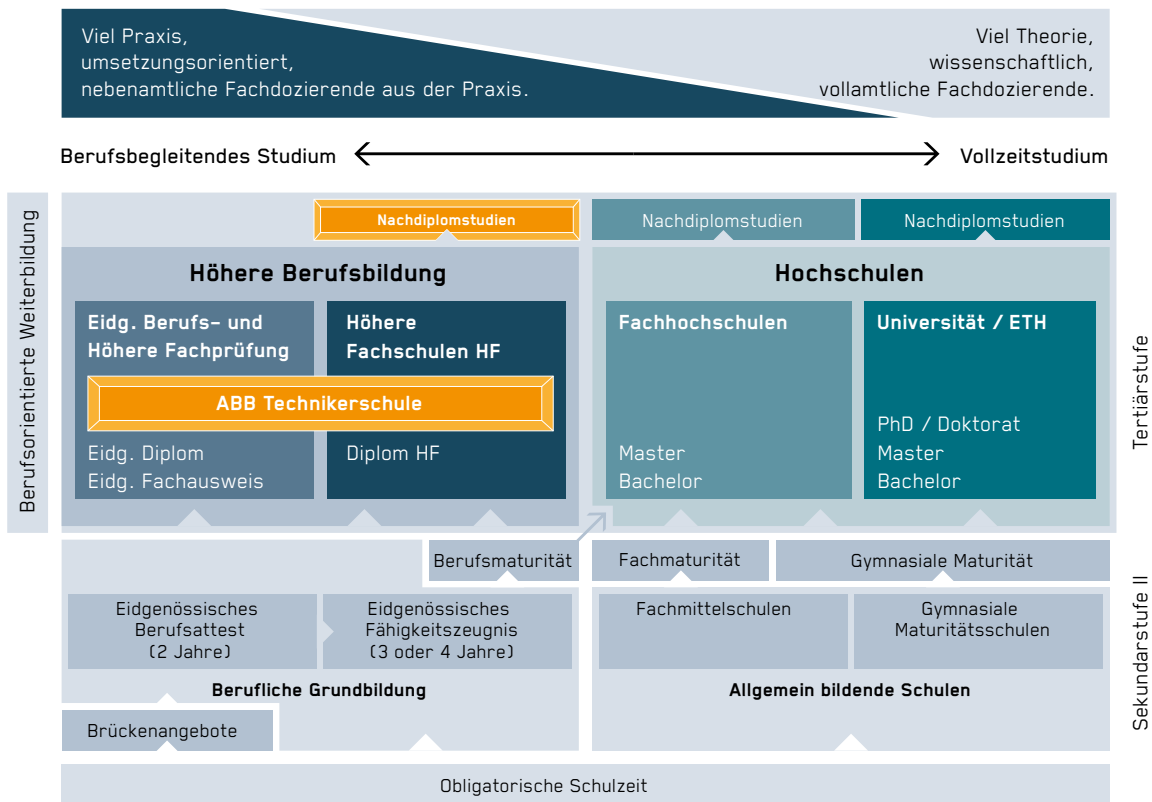 Viel Praxis,
umsetzungsorientiert,
nebenamtliche Fachdozierende aus der Praxis.
Viel Theorie,
wissenschaftlich,
vollamtliche Fachdozierende.
Berufsbegleitendes Studium
Vollzeitstudium
Berufsorientierte Weiterbildung
Nachdiplomstudien
Nachdiplomstudien
Nachdiplomstudien
Höhere Berufsbildung
Hochschulen
Eidg. Berufs- und
Höhere Fachprüfung
Höhere
Fachschulen HF
ABB Technikerschule
Eidg. Diplom
Eidg. Fachausweis
Diplom HF
Fachhochschulen
Master
Bachelor
Universität / ETH
PhD / Doktorat
Master
Bachelor
Tertiärstufe
Berufsmaturität
Fachmaturität
Gymnasiale Maturität
Eidgenössisches
Berufsattest
(2 Jahre)
Eidgenössisches
Fähigkeitszeugnis
(3 oder 4 Jahre)
Fachmittelschulen
Gymnasiale
Maturitätsschulen
Berufliche Grundbildung
Allgemein bildende Schulen
Brückenangebote
Sekundarstufe II
Obligatorische Schulzeit